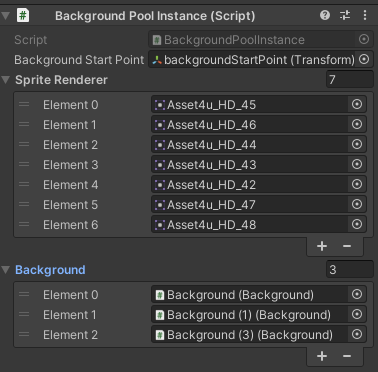 Background Pool Instance (Script)
Script BackgroundPoolInstance
Background Start Point backgroundStartPoint (Transform)
Sprite Renderer 7
Element 0 Asset4u_HD_45
Element 1 Asset4u_HD_46
Element 2 Asset4u_HD_44
Element 3 Asset4u_HD_43
Element 4 Asset4u_HD_42
Element 5 Asset4u_HD_47
Element 6 Asset4u_HD_48
+ −
Background 3
Element 0 Background (Background)
Element 1 Background (1) (Background)
Element 2 Background (3) (Background)
+ −